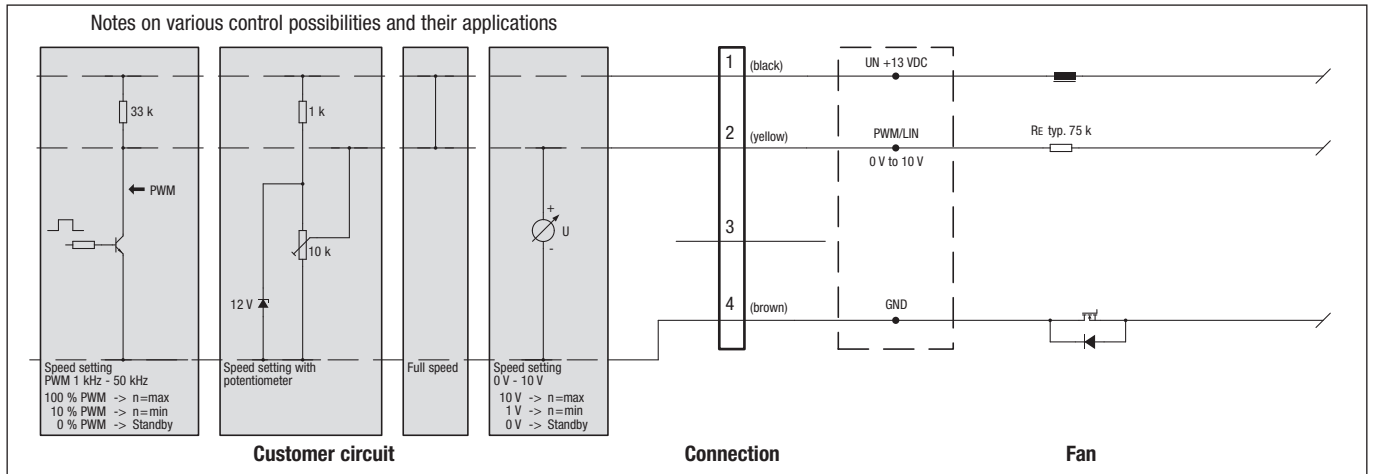 Notes on various control possibilities and their applications
33 k
PWM
Speed setting
PWM 1 kHz - 50 kHz
100 % PWM -> n=max
10 % PWM -> n=min
0 % PWM -> Standby
1 k
10 k
12 V
Speed setting with
potentiometer
Full speed
+
U
-
Speed setting
0 V - 10 V
10 V -> n=max
1 V -> n=min
0 V -> Standby
Customer circuit
1 (black)
2 (yellow)
3
4 (brown)
Connection
UN +13 VDC
PWM/LIN
0 V to 10 V
GND
RE typ. 75 k
Fan